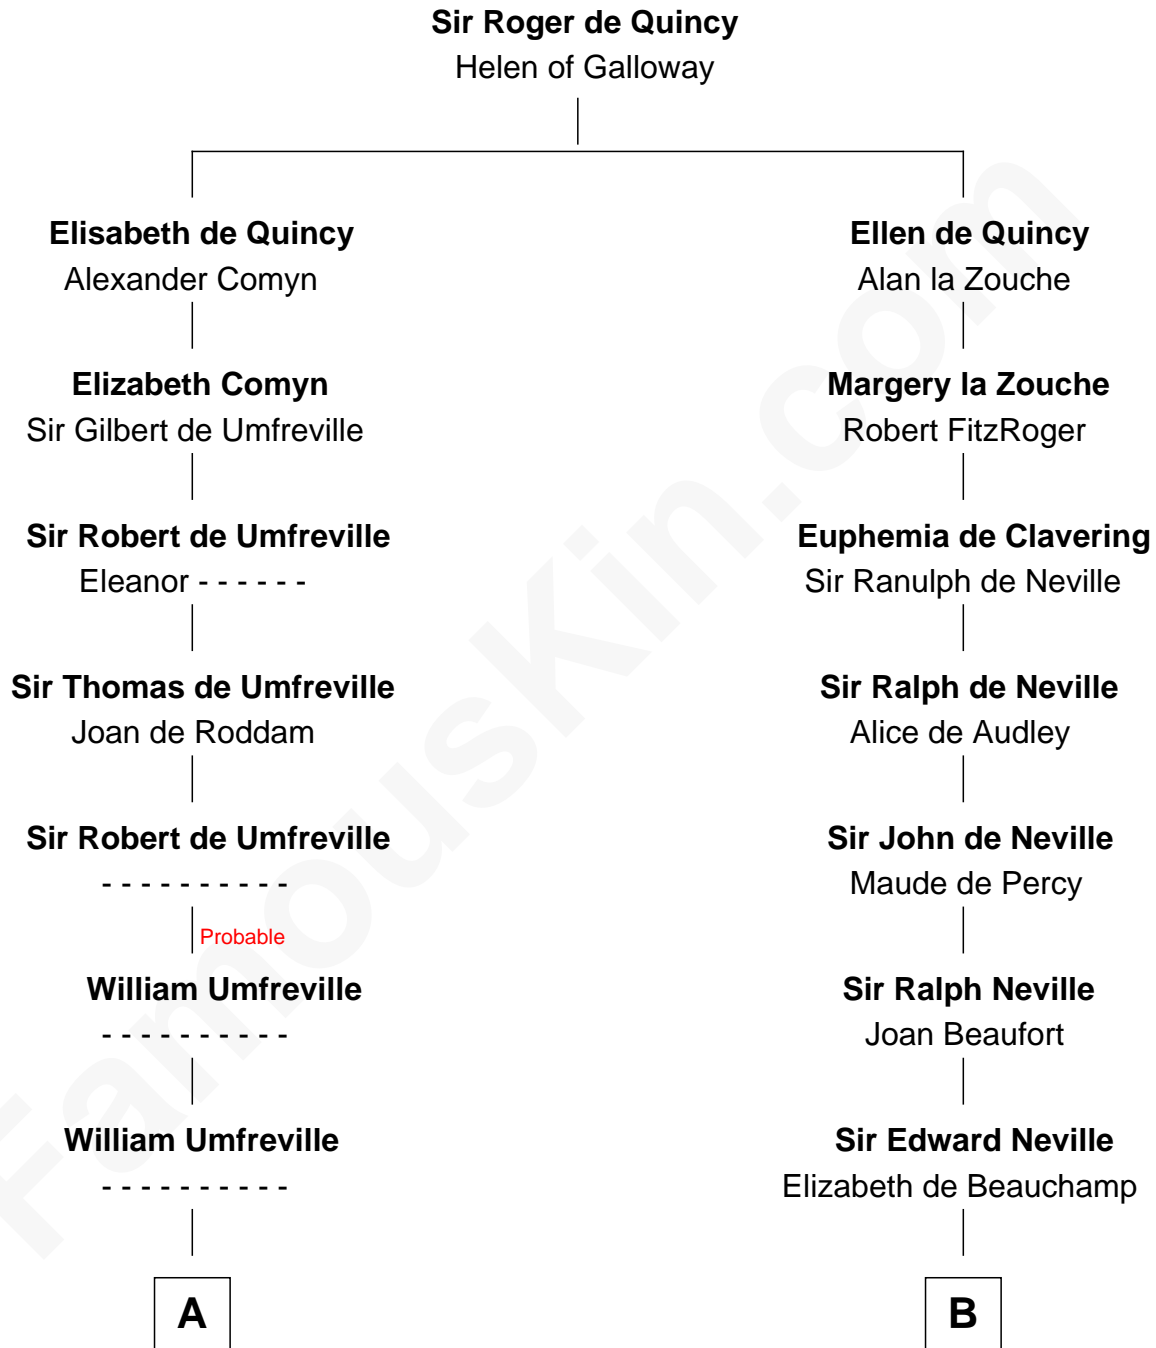 Sir Roger de Quincy
Helen of Galloway
Elisabeth de Quincy
Alexander Comyn
Elizabeth Comyn
Sir Gilbert de Umfreville
Sir Robert de Umfreville
Eleanor - - - - - -
Sir Thomas de Umfreville
Joan de Roddam
Sir Robert de Umfreville
- - - - - - - - - -
Probable
William Umfreville
- - - - - - - - - -
William Umfreville
- - - - - - - - - -
A
Ellen de Quincy
Alan la Zouche
Margery la Zouche
Robert FitzRoger
Euphemia de Clavering
Sir Ranulph de Neville
Sir Ralph de Neville
Alice de Audley
Sir John de Neville
Maude de Percy
Sir Ralph Neville
Joan Beaufort
Sir Edward Neville
Elizabeth de Beauchamp
B
FamousKin.com